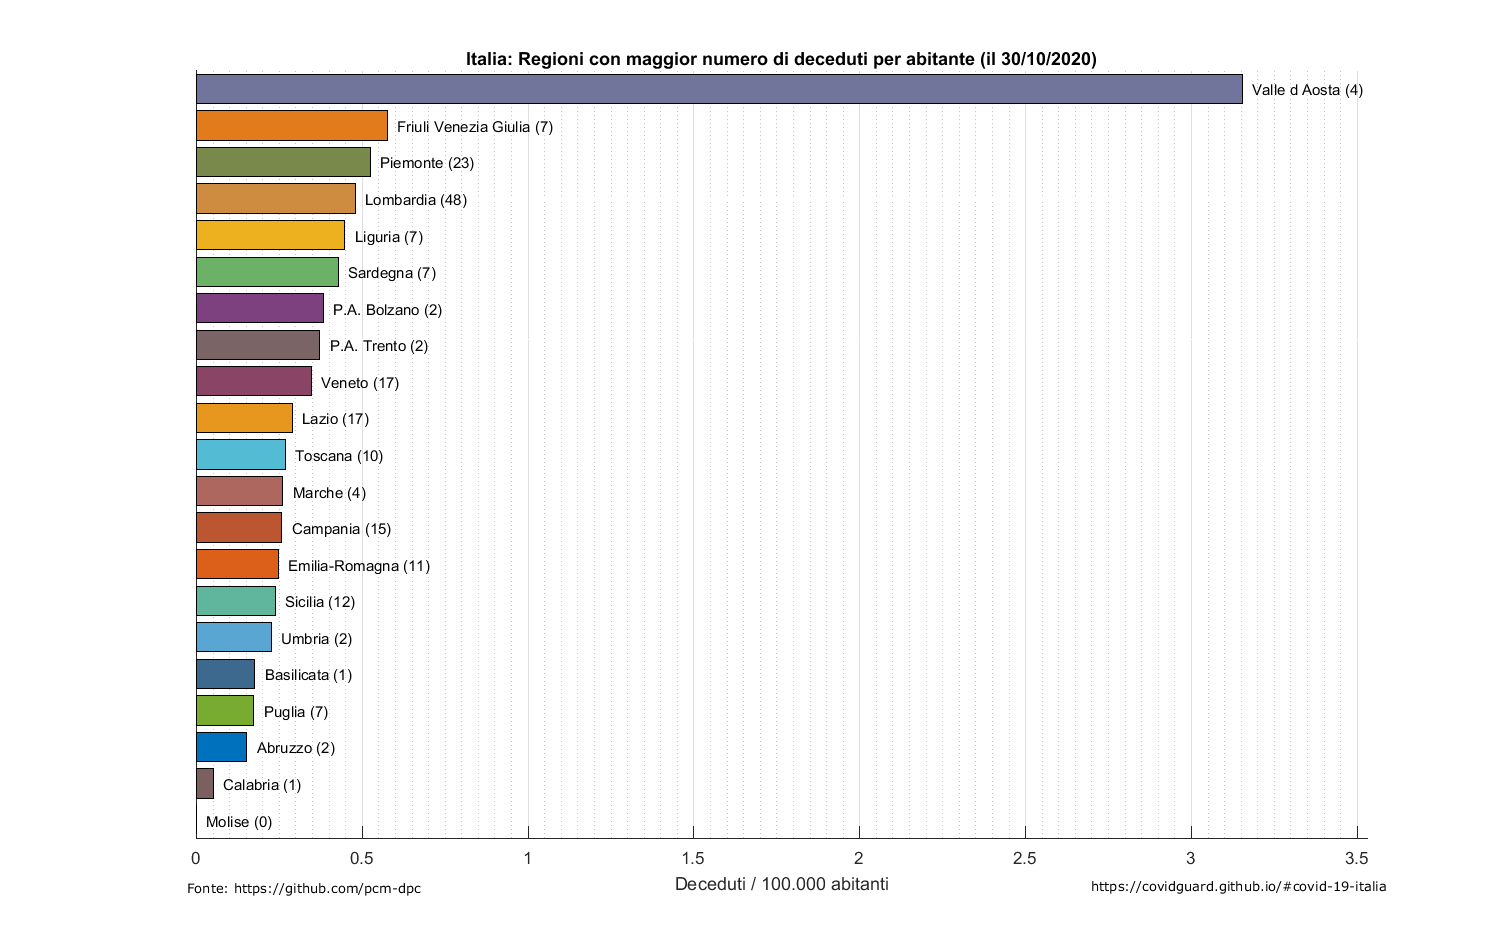 Italia: Regioni con maggior numero di deceduti per abitante (il 30/10/2020)
Valle d Aosta (4)
Friuli Venezia Giulia (7)
Piemonte (23)
Lombardia (48)
Liguria (7)
Sardegna (7)
P.A. Bolzano (2)
P.A. Trento (2)
Veneto (17)
Lazio (17)
Toscana (10)
Marche (4)
Campania (15)
Emilia-Romagna (11)
Sicilia (12)
Umbria (2)
Basilicata (1)
Puglia (7)
Abruzzo (2)
Calabria (1)
Molise (0)
0 0.5 1 1.5 2 2.5 3 3.5
Deceduti / 100.000 abitanti
Fonte: https://github.com/pcm-dpc
https://covidguard.github.io/#covid-19-italia